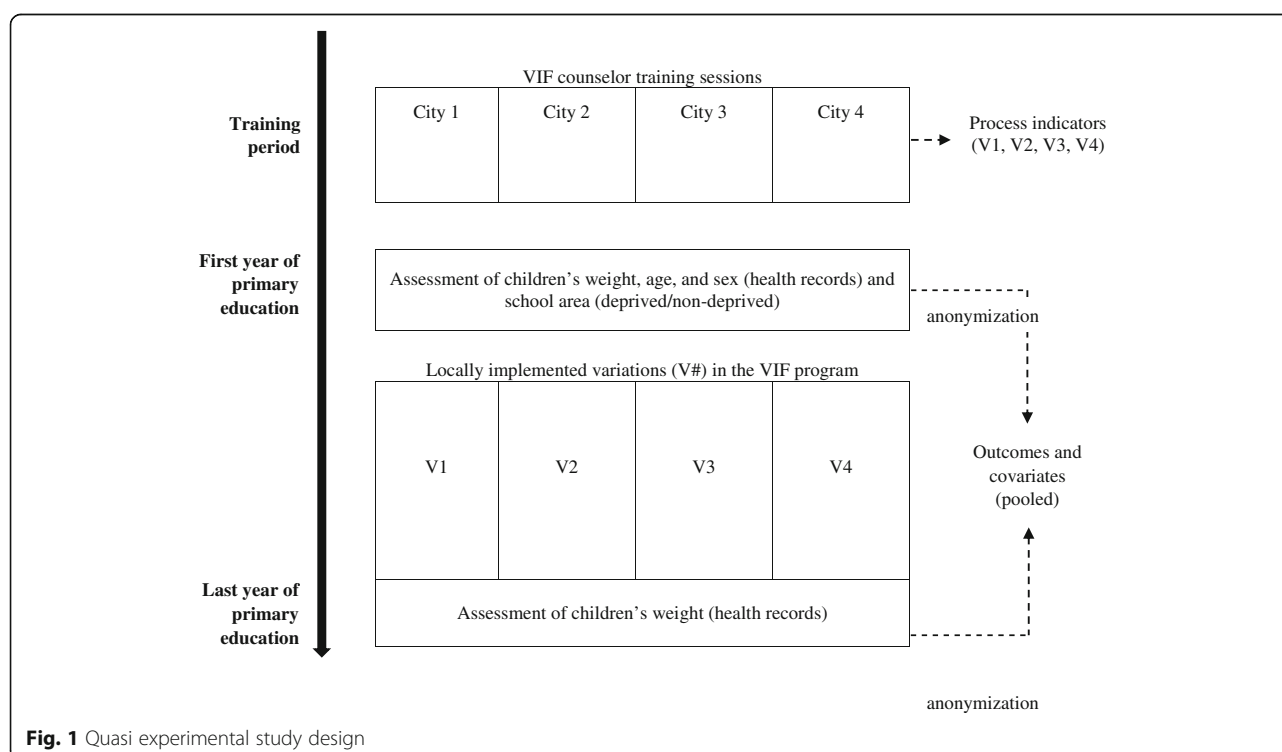 VIF counselor training sessions
City 1 City 2 City 3 City 4
Training
period
Process indicators
(V1, V2, V3, V4)
First year of
primary
education
Assessment of children's weight, age, and sex (health records) and
school area (deprived/non-deprived)
anonymization
Locally implemented variations (V#) in the VIF program
V1 V2 V3 V4
Outcomes and
covariates
(pooled)
Last year of
primary
education
Assessment of children's weight (health records)
anonymization
Fig. 1 Quasi experimental study design